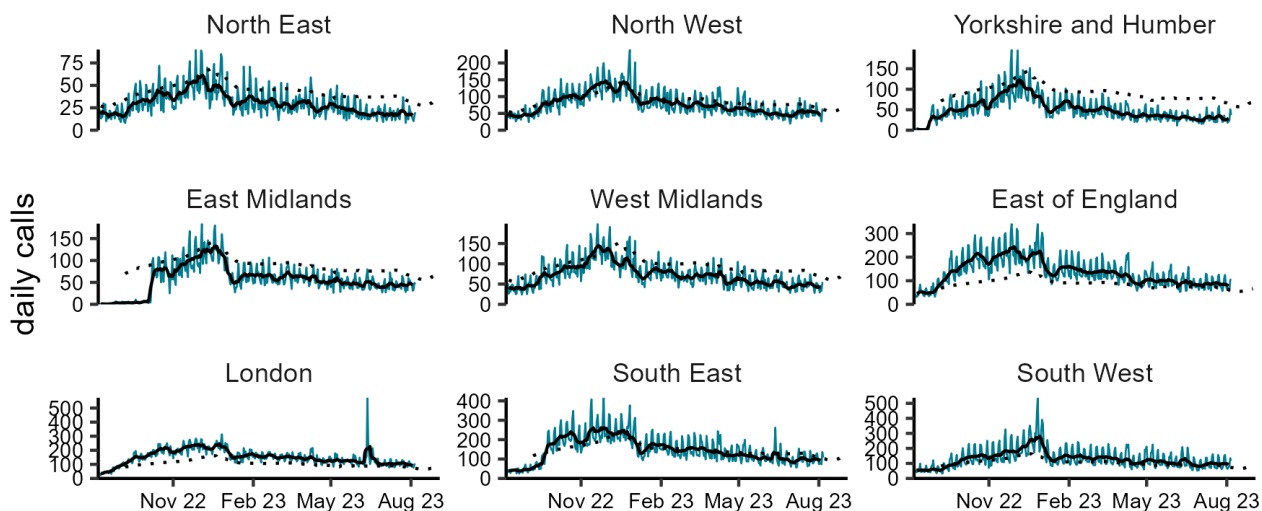 North East North West Yorkshire and Humber
75 200 150
50 150 100
25 100 50
0 50 0
0
daily calls
East Midlands West Midlands East of England
150 150 300
100 100 200
50 50 100
0 0 0
London South East South West
500 400 500
400 300 400
300 200 300
200 100 200
100 0 100
0 0
Nov 22 Feb 23 May 23 Aug 23 Nov 22 Feb 23 May 23 Aug 23 Nov 22 Feb 23 May 23 Aug 23